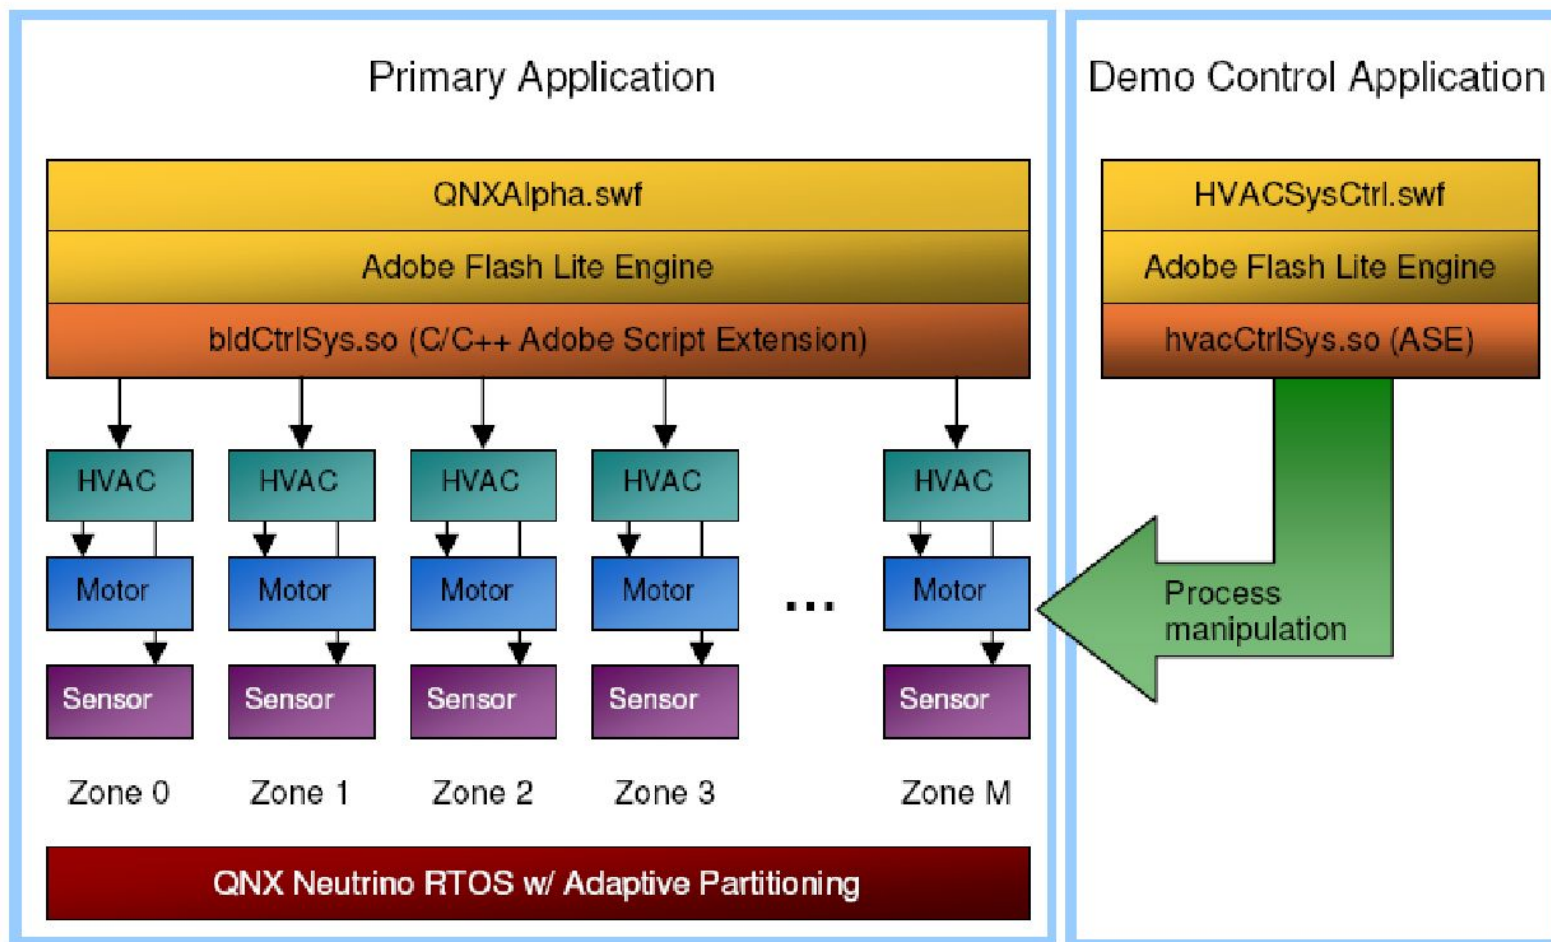 Primary Application
Demo Control Application
QNXAlpha.swf
Adobe Flash Lite Engine
bldCtrlSys.so (C/C++ Adobe Script Extension)
HVACSysCtrl.swf
Adobe Flash Lite Engine
hvacCtrlSys.so (ASE)
HVAC
HVAC
HVAC
HVAC
HVAC
Motor
Motor
Motor
Motor
...
Motor
Process
manipulation
Sensor
Sensor
Sensor
Sensor
Sensor
Zone 0
Zone 1
Zone 2
Zone 3
Zone M
QNX Neutrino RTOS w/ Adaptive Partitioning